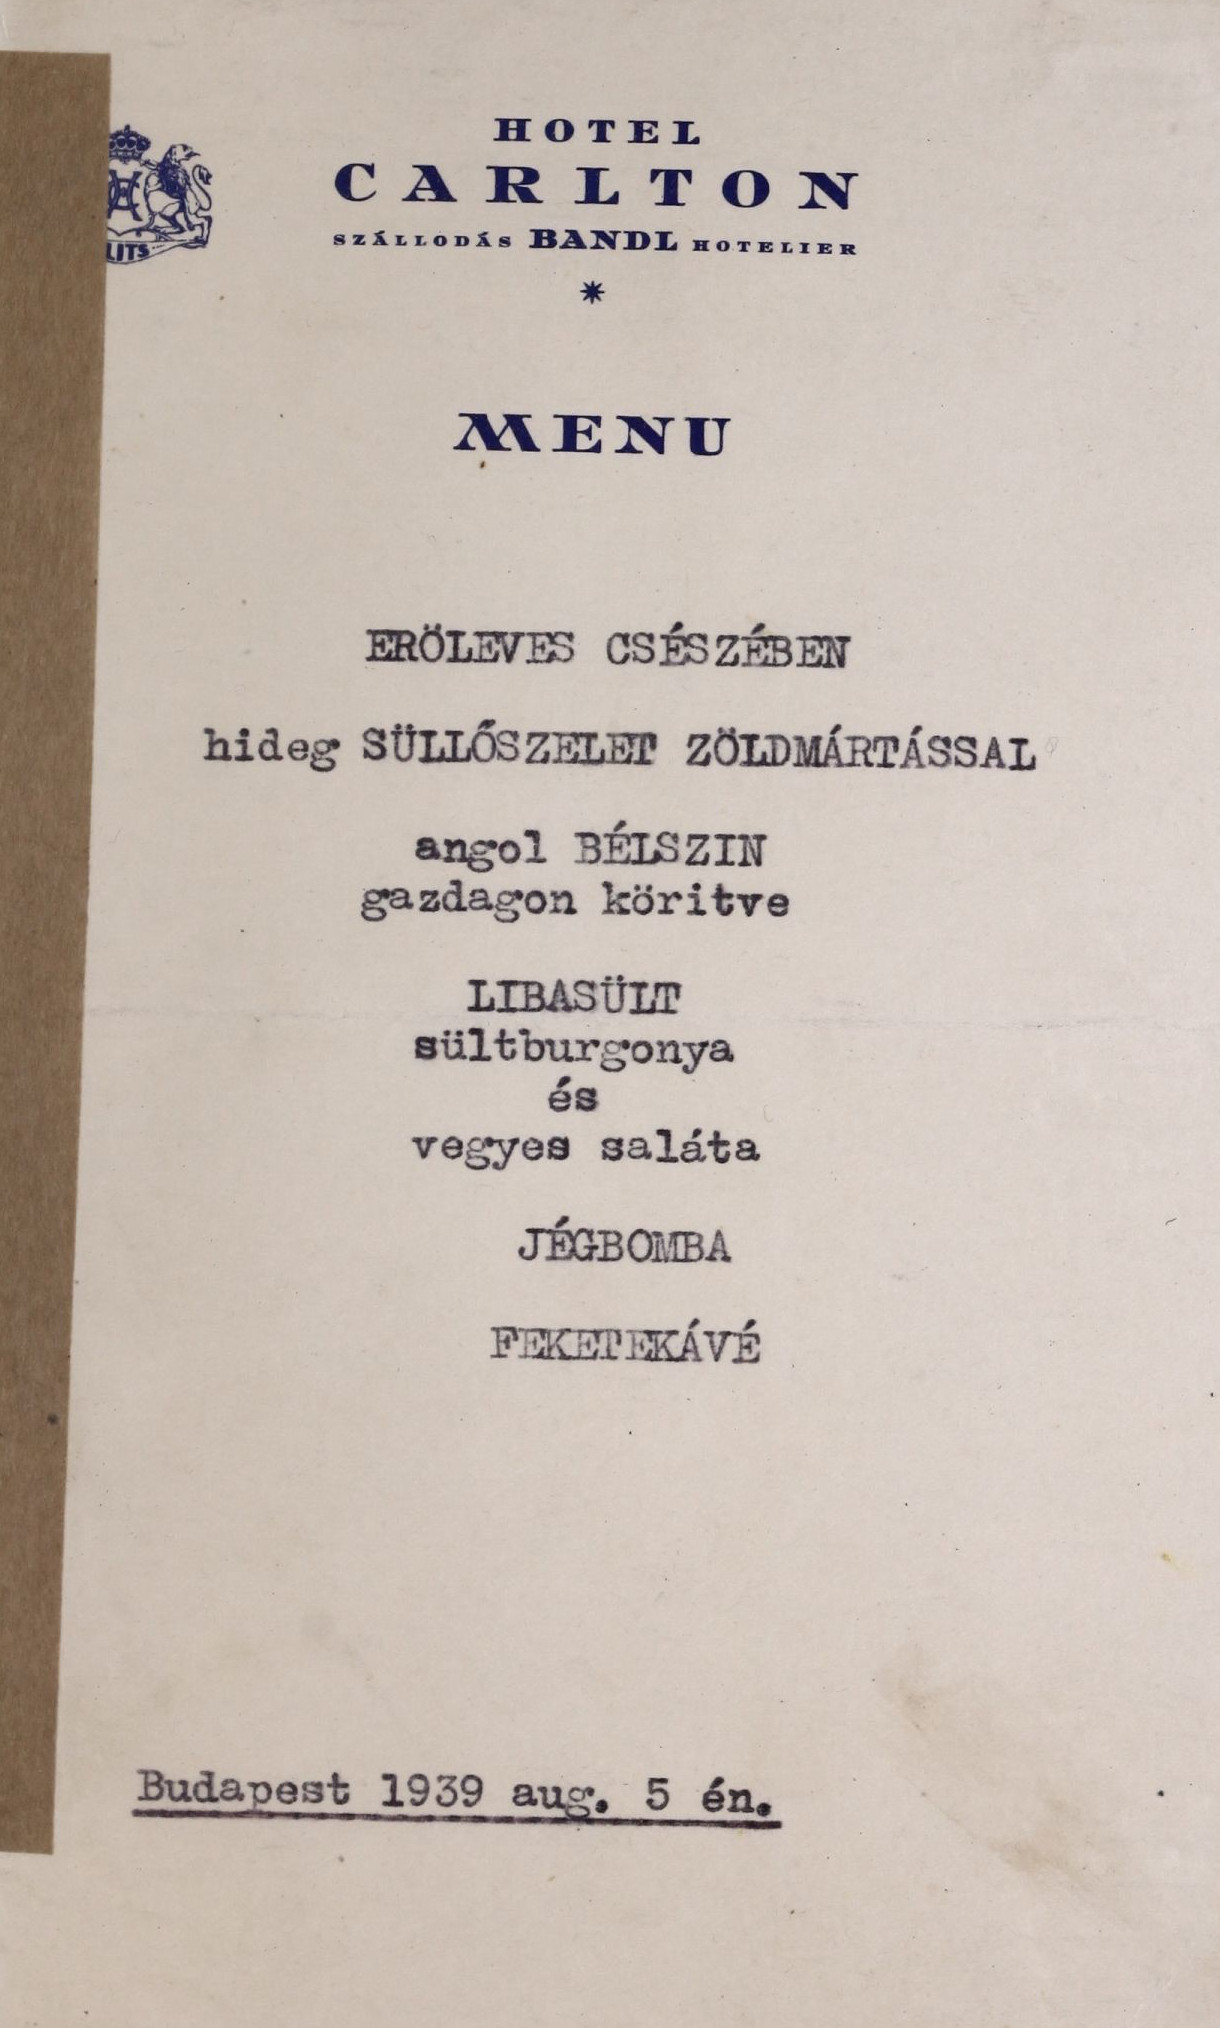 HOTEL
CARLTON
SZÁLLODÁS BANDL HOTELIER
MENU
ERÖLEVES CSÉSZÉBEN
hideg SÜLLŐSZELET ZÖLDMÁRTÁSSAL
angol BÉLSZIN
gazdagon köritve
LIBASÜLT
sültburgonya
és
vegyes saláta
JÉGBOMBA
FEKETEKÁVÉ
Budapest 1939 aug. 5 én.